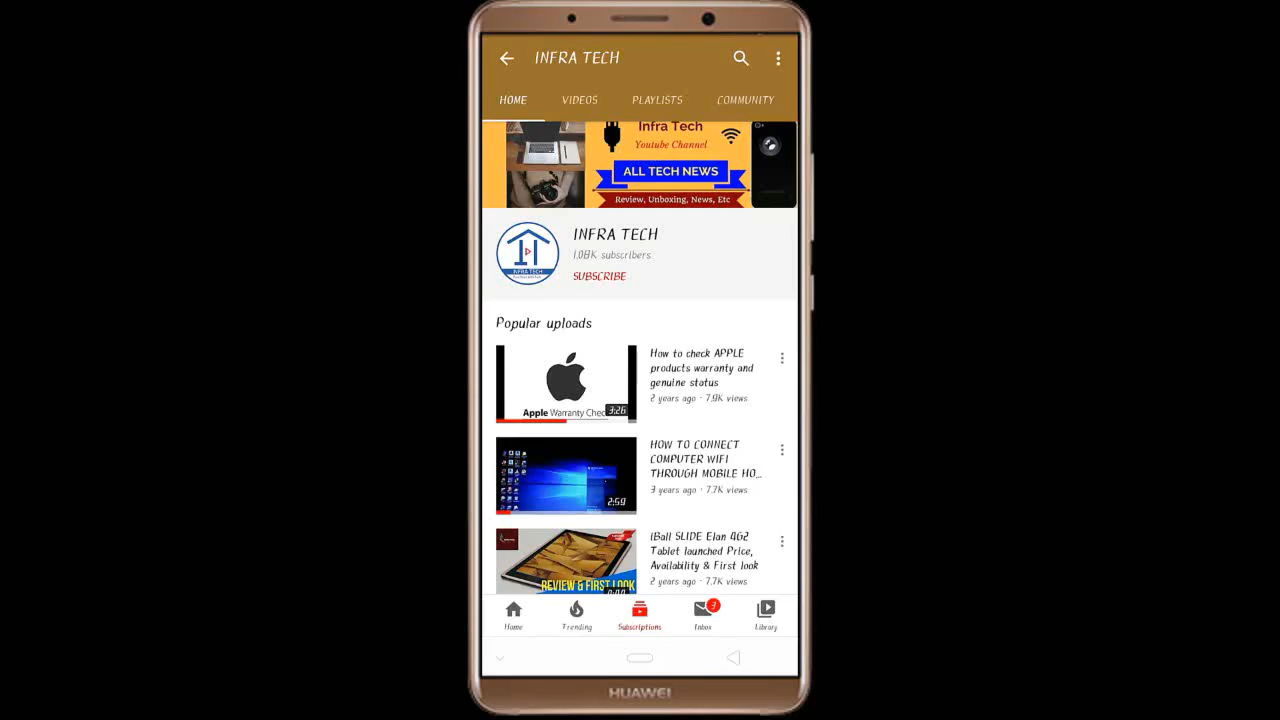 INFRA TECH
HOME VIDEOS PLAYLISTS COMMUNITY
Infra Tech
Youtube Channel
ALL TECH NEWS
Review, Unboxing, News, Etc
INFRA TECH
INFRA TECH
1.08K subscribers
SUBSCRIBE
Popular uploads
Apple Warranty Chec
3:26
How to check APPLE
products warranty and
genuine status
2 years ago · 7.9K views
2:59
HOW TO CONNECT
COMPUTER WIFI
THROUGH MOBILE HO...
3 years ago · 7.7K views
REVIEW & FIRST LOOK
iBall SLIDE Elan 4G2
Tablet launched Price,
Availability & First look
2 years ago · 7.7K views
7
Home Trending Subscriptions Inbox Library
HUAWEI